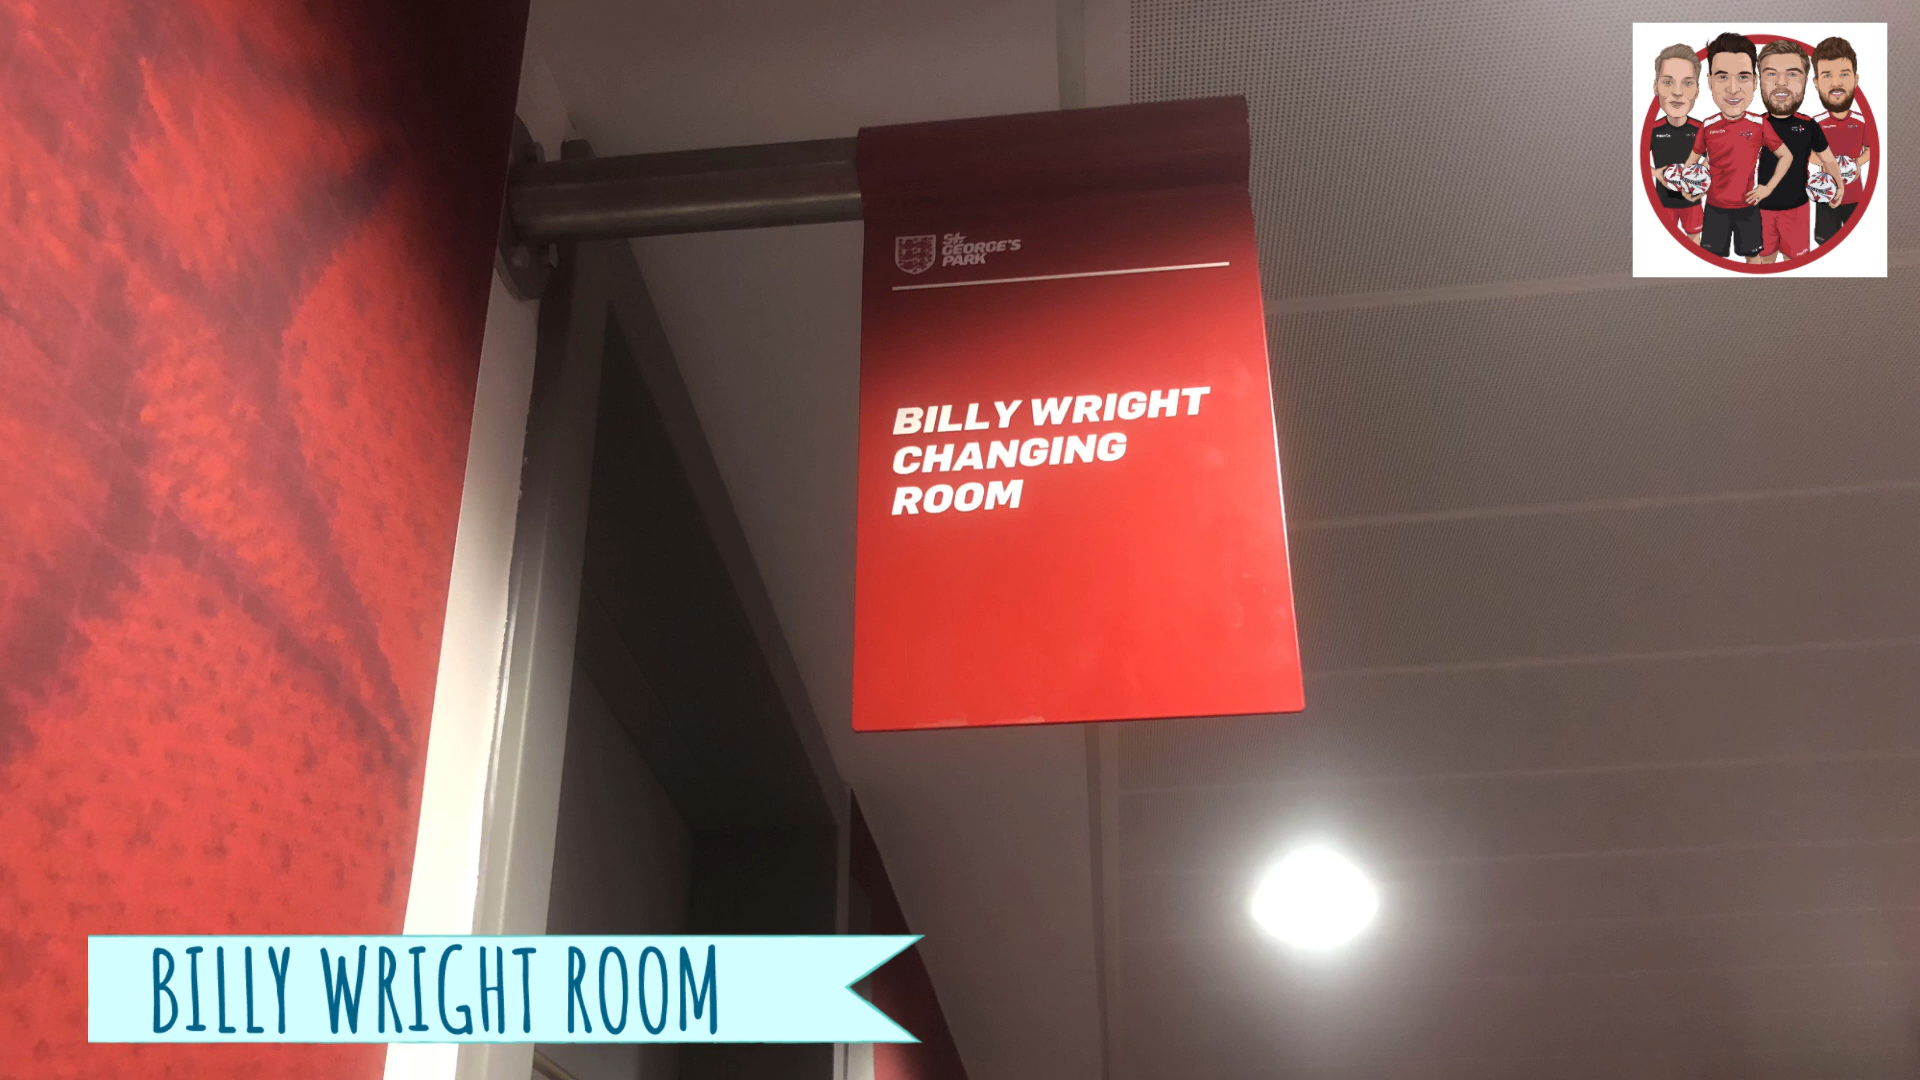 ST.
GEORGE'S
PARK
BILLY WRIGHT
CHANGING
ROOM
BILLY WRIGHT ROOM